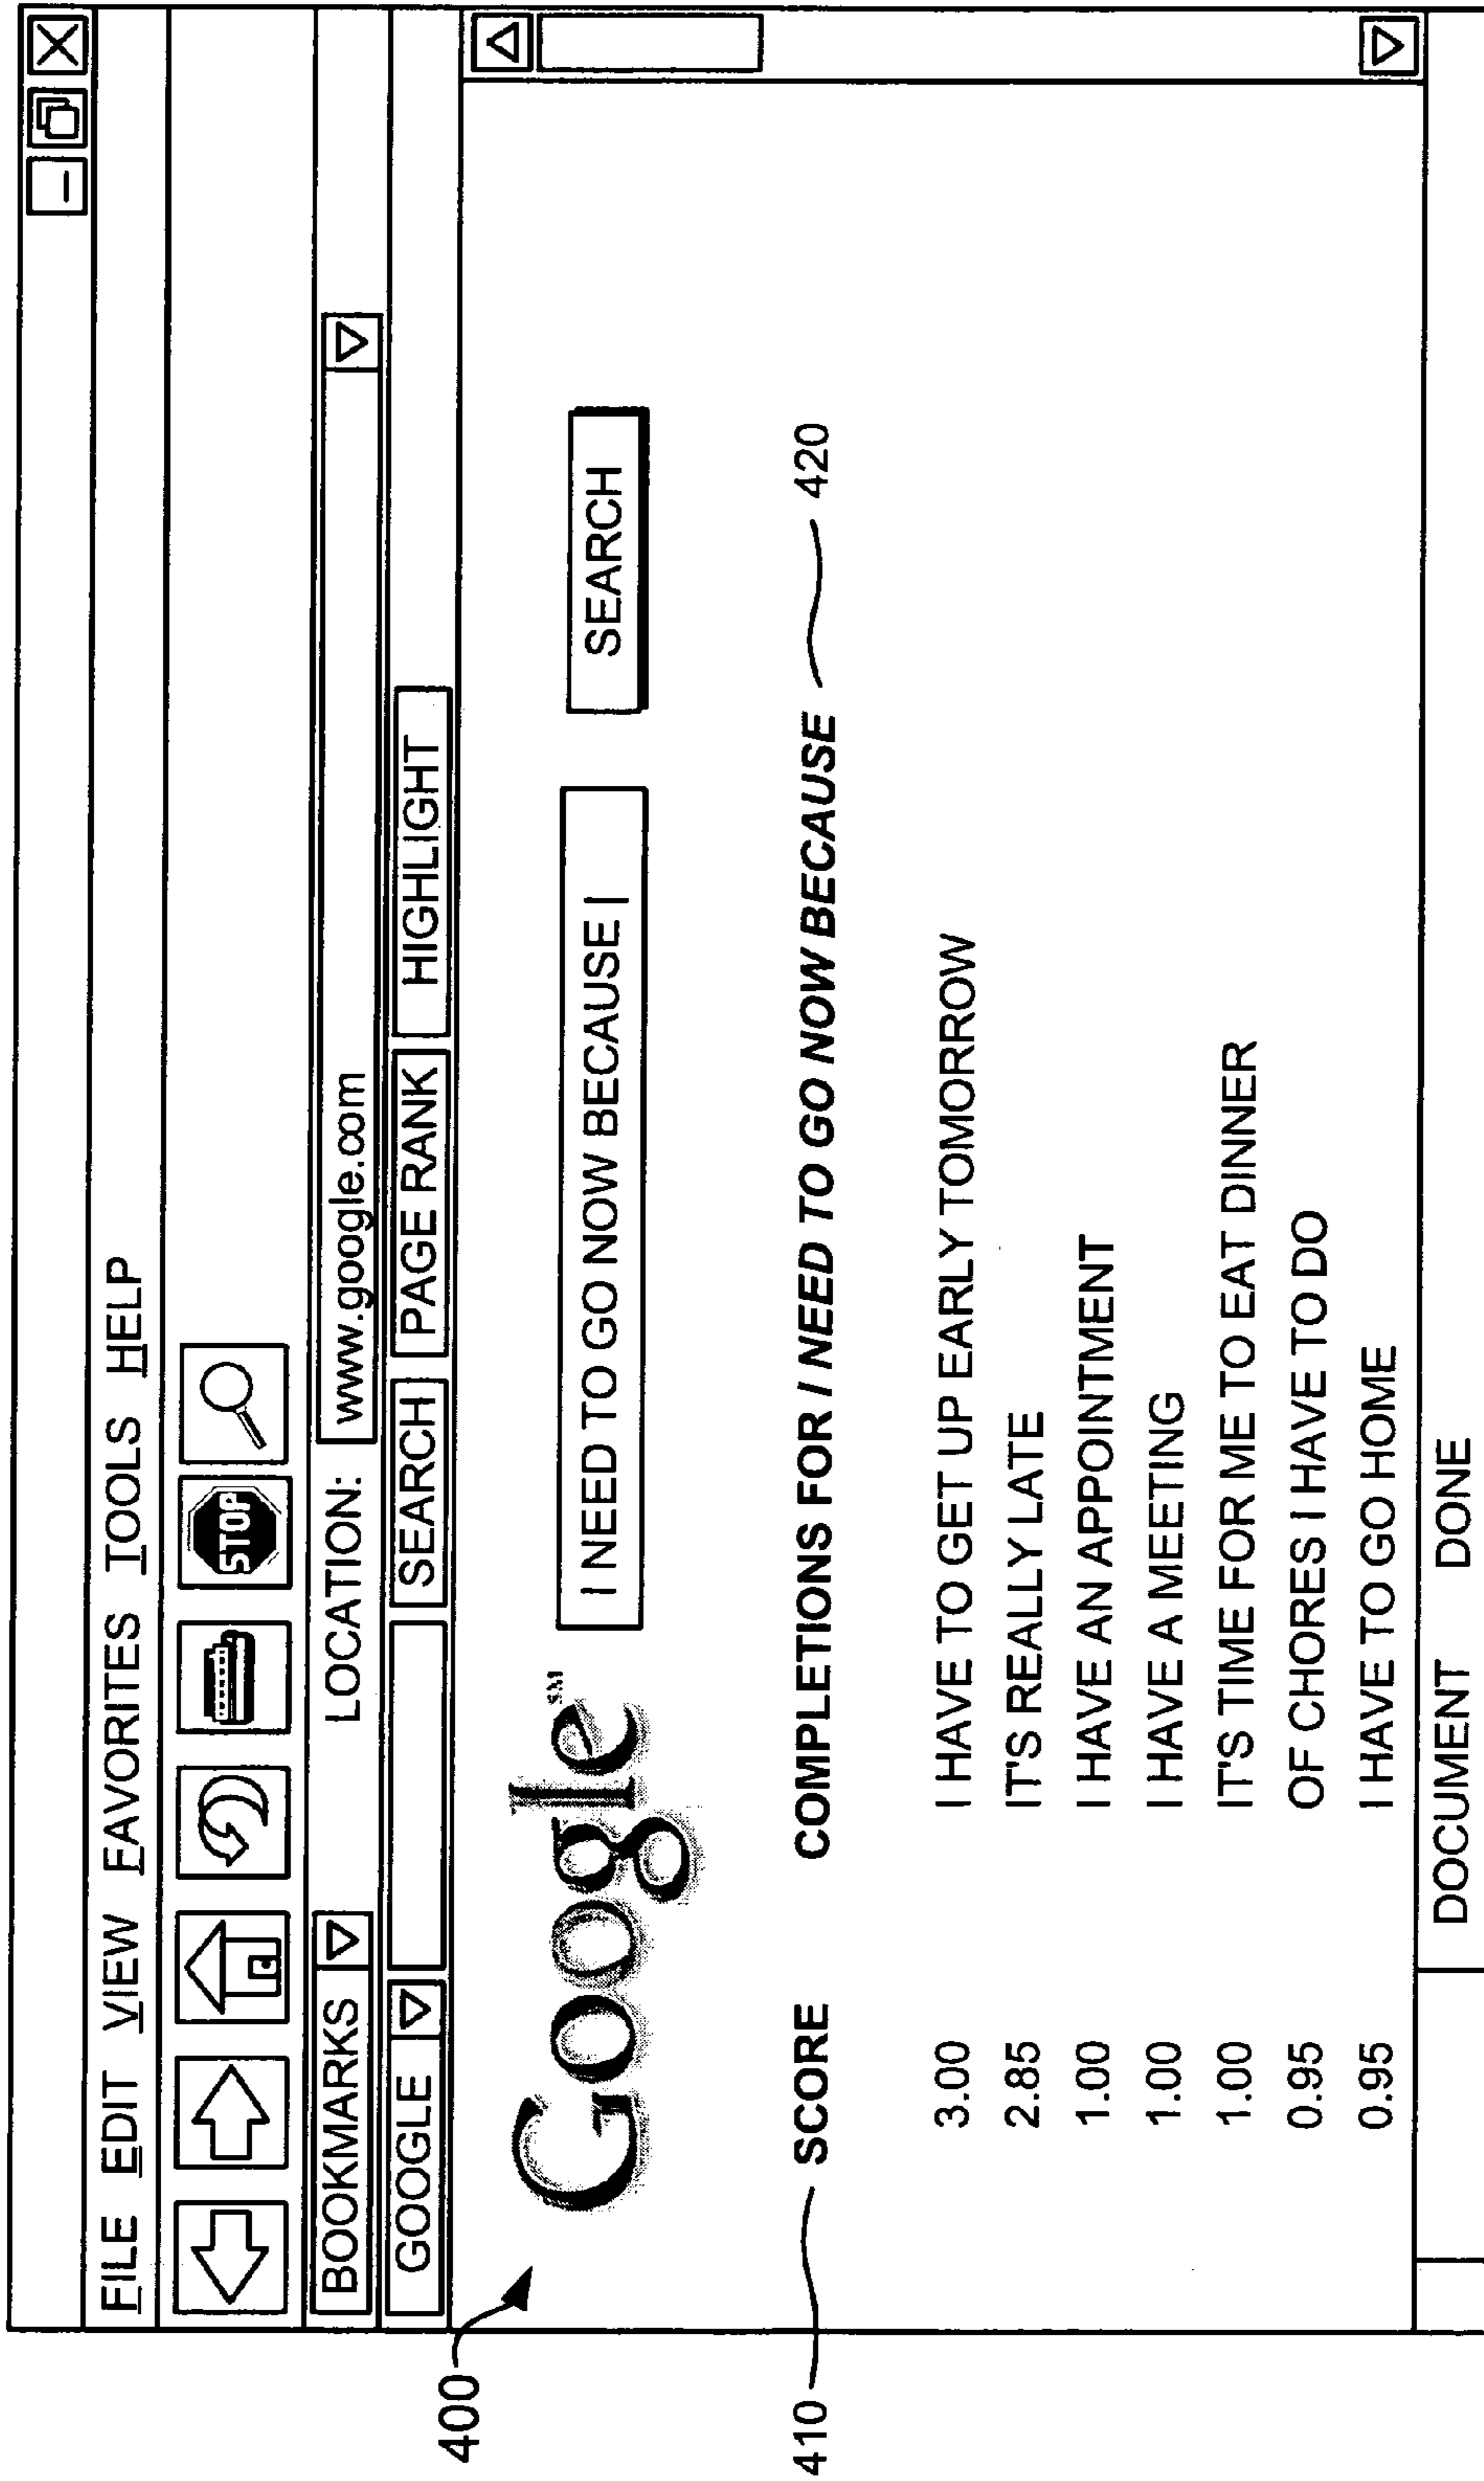 FILE EDIT VIEW FAVORITES TOOLS HELP
STOP
BOOKMARKS LOCATION: www.google.com
GOOGLE SEARCH PAGE RANK HIGHLIGHT
400
Google SM I NEED TO GO NOW BECAUSE | SEARCH
410 SCORE COMPLETIONS FOR I NEED TO GO NOW BECAUSE 420
3.00 I HAVE TO GET UP EARLY TOMORROW
2.85 IT'S REALLY LATE
1.00 I HAVE AN APPOINTMENT
1.00 I HAVE A MEETING
1.00 IT'S TIME FOR ME TO EAT DINNER
0.95 OF CHORES I HAVE TO DO
0.95 I HAVE TO GO HOME
DOCUMENT DONE